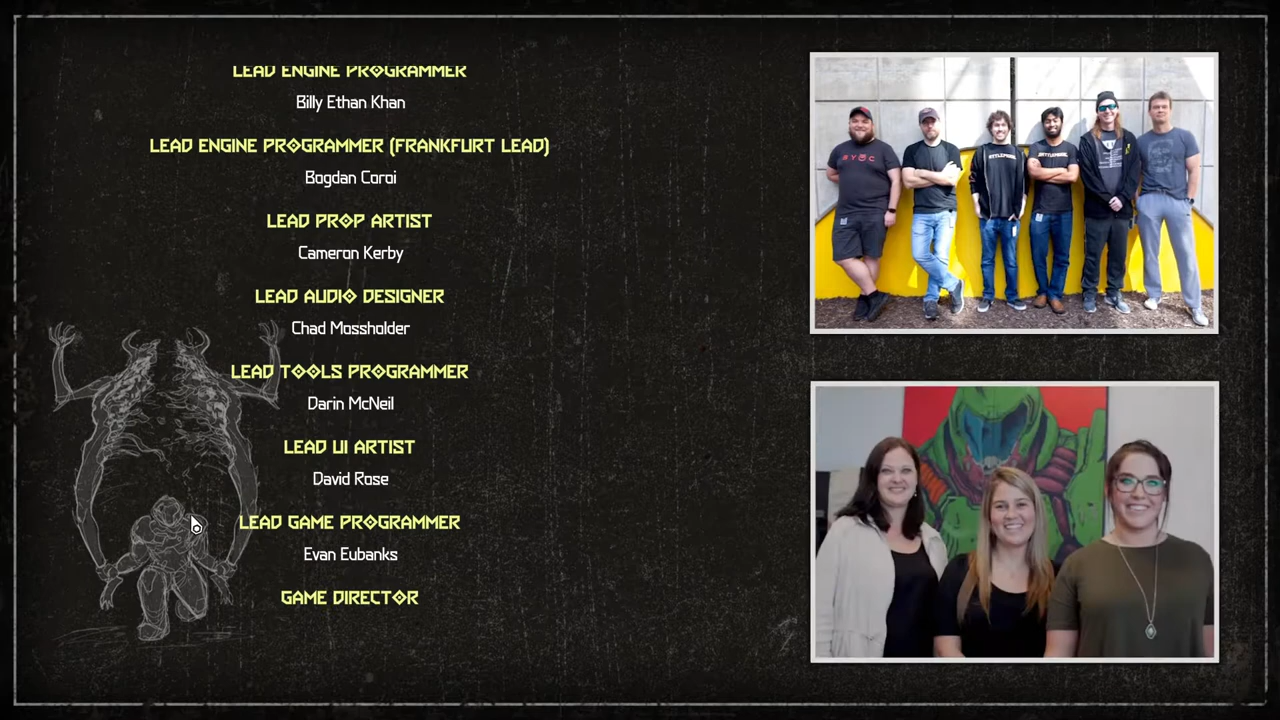 LEAD ENGINE PROGRAMMER
Billy Ethan Khan
LEAD ENGINE PROGRAMMER (FRANKFURT LEAD)
Bogdan Coroi
LEAD PROP ARTIST
Cameron Kerby
LEAD AUDIO DESIGNER
Chad Mossholder
LEAD TOOLS PROGRAMMER
Darin McNeil
LEAD UI ARTIST
David Rose
LEAD GAME PROGRAMMER
Evan Eubanks
GAME DIRECTOR
BYOC